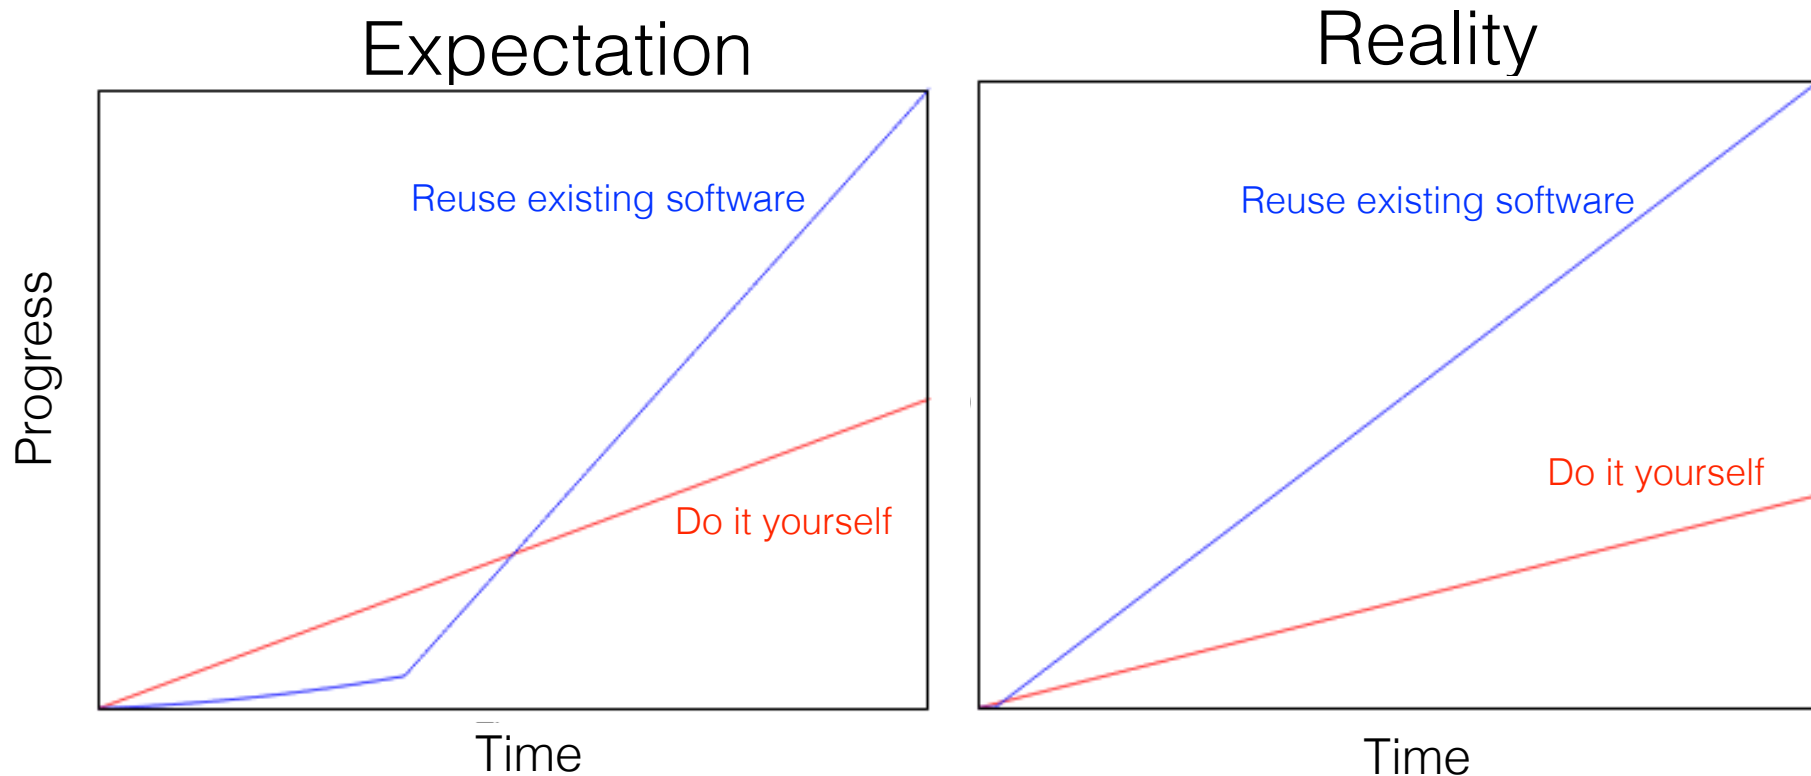 Expectation
Reuse existing software
Do it yourself
Progress
Time
Reality
Reuse existing software
Do it yourself
Time